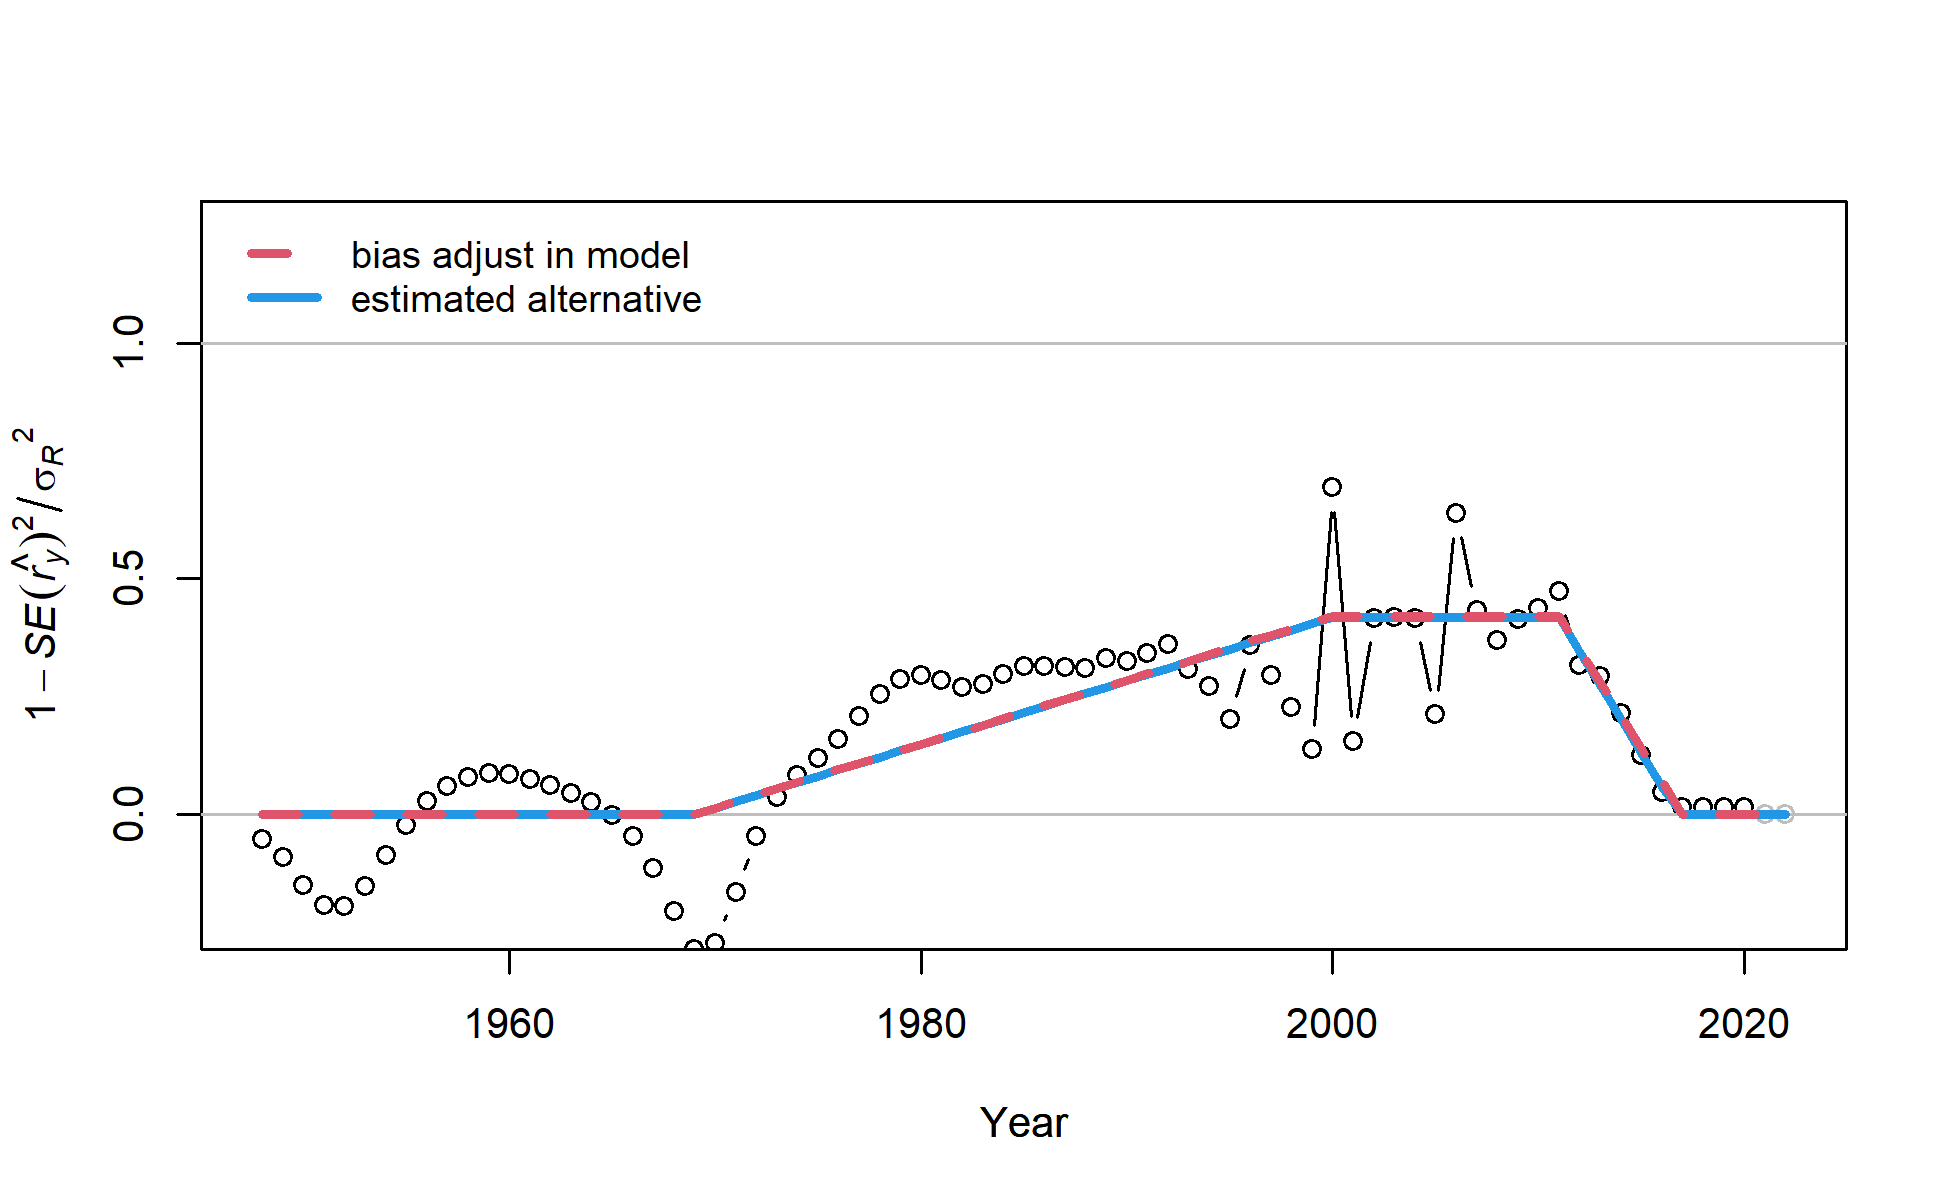 bias adjust in model
estimated alternative
1.0
0.5
0.0
1 − SE(r̂y)² / σR²
1960 1980 2000 2020
Year